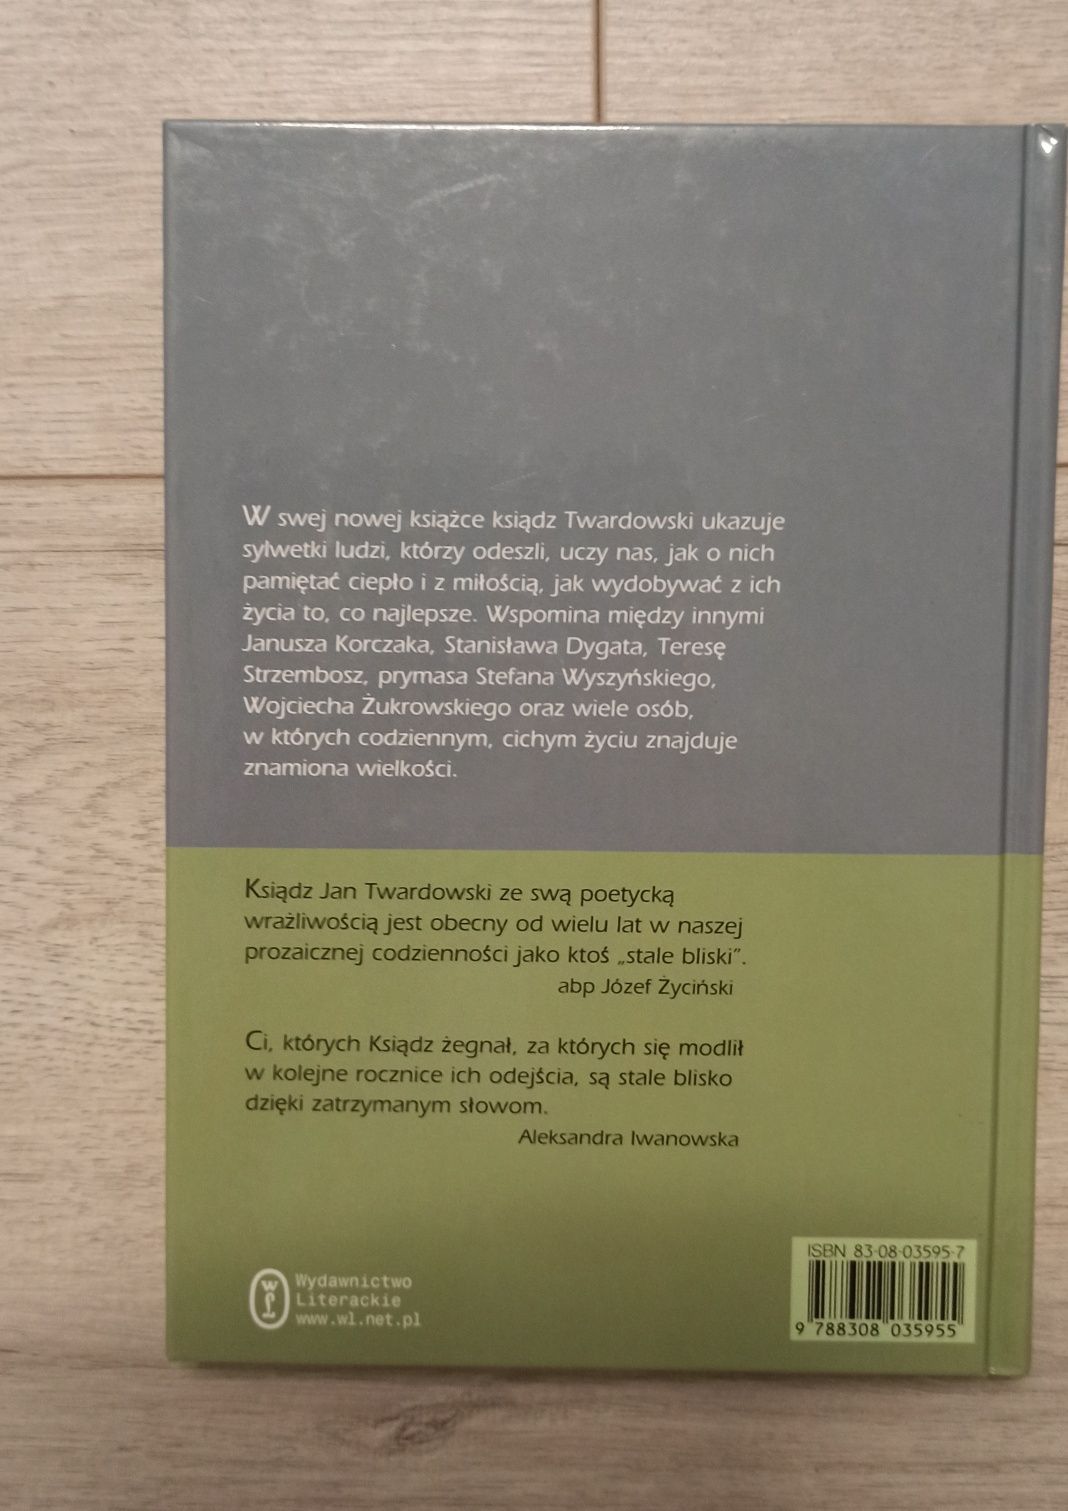 W swej nowej książce ksiądz Twardowski ukazuje
sylwetki ludzi, którzy odeszli, uczy nas, jak o nich
pamiętać ciepło i z miłością, jak wydobywać z ich
życia to, co najlepsze. Wspomina między innymi
Janusza Korczaka, Stanisława Dygata, Teresę
Strzembosz, prymasa Stefana Wyszyńskiego,
Wojciecha Żukrowskiego oraz wiele osób,
w których codziennym, cichym życiu znajduje
znamiona wielkości.
Ksiądz Jan Twardowski ze swą poetycką
wrażliwością jest obecny od wielu lat w naszej
prozaicznej codzienności jako ktoś „stale bliski”.
abp Józef Życiński
Ci, których Ksiądz żegnał, za których się modlił
w kolejne rocznice ich odejścia, są stale blisko
dzięki zatrzymanym słowom.
Aleksandra Iwanowska
Wydawnictwo
Literackie
www.wl.net.pl
ISBN 83-08-03595-7
9 788308 035955